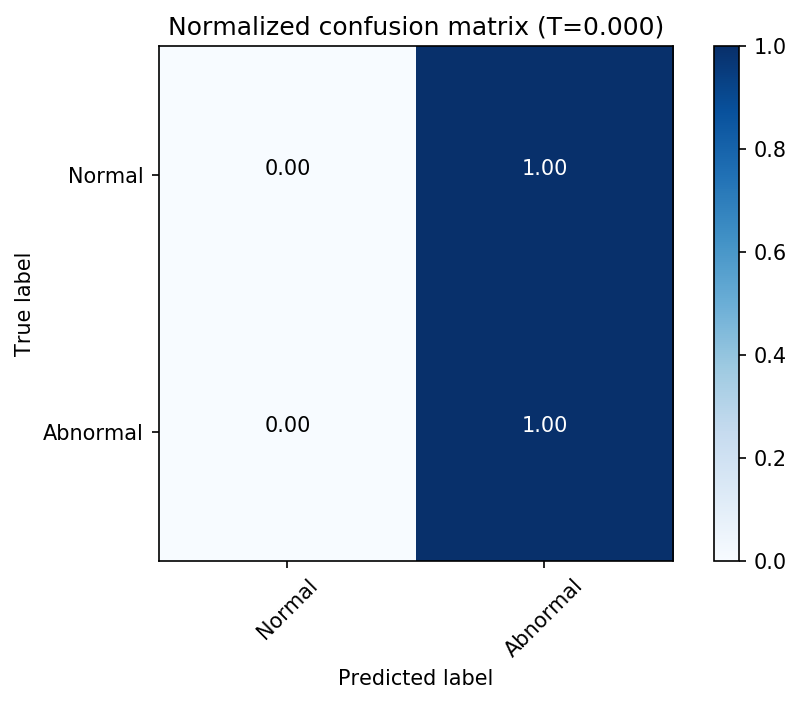 Normalized confusion matrix (T=0.000)
True label
Normal
0.00
1.00
Abnormal
0.00
1.00
Normal
Abnormal
Predicted label
1.0
0.8
0.6
0.4
0.2
0.0